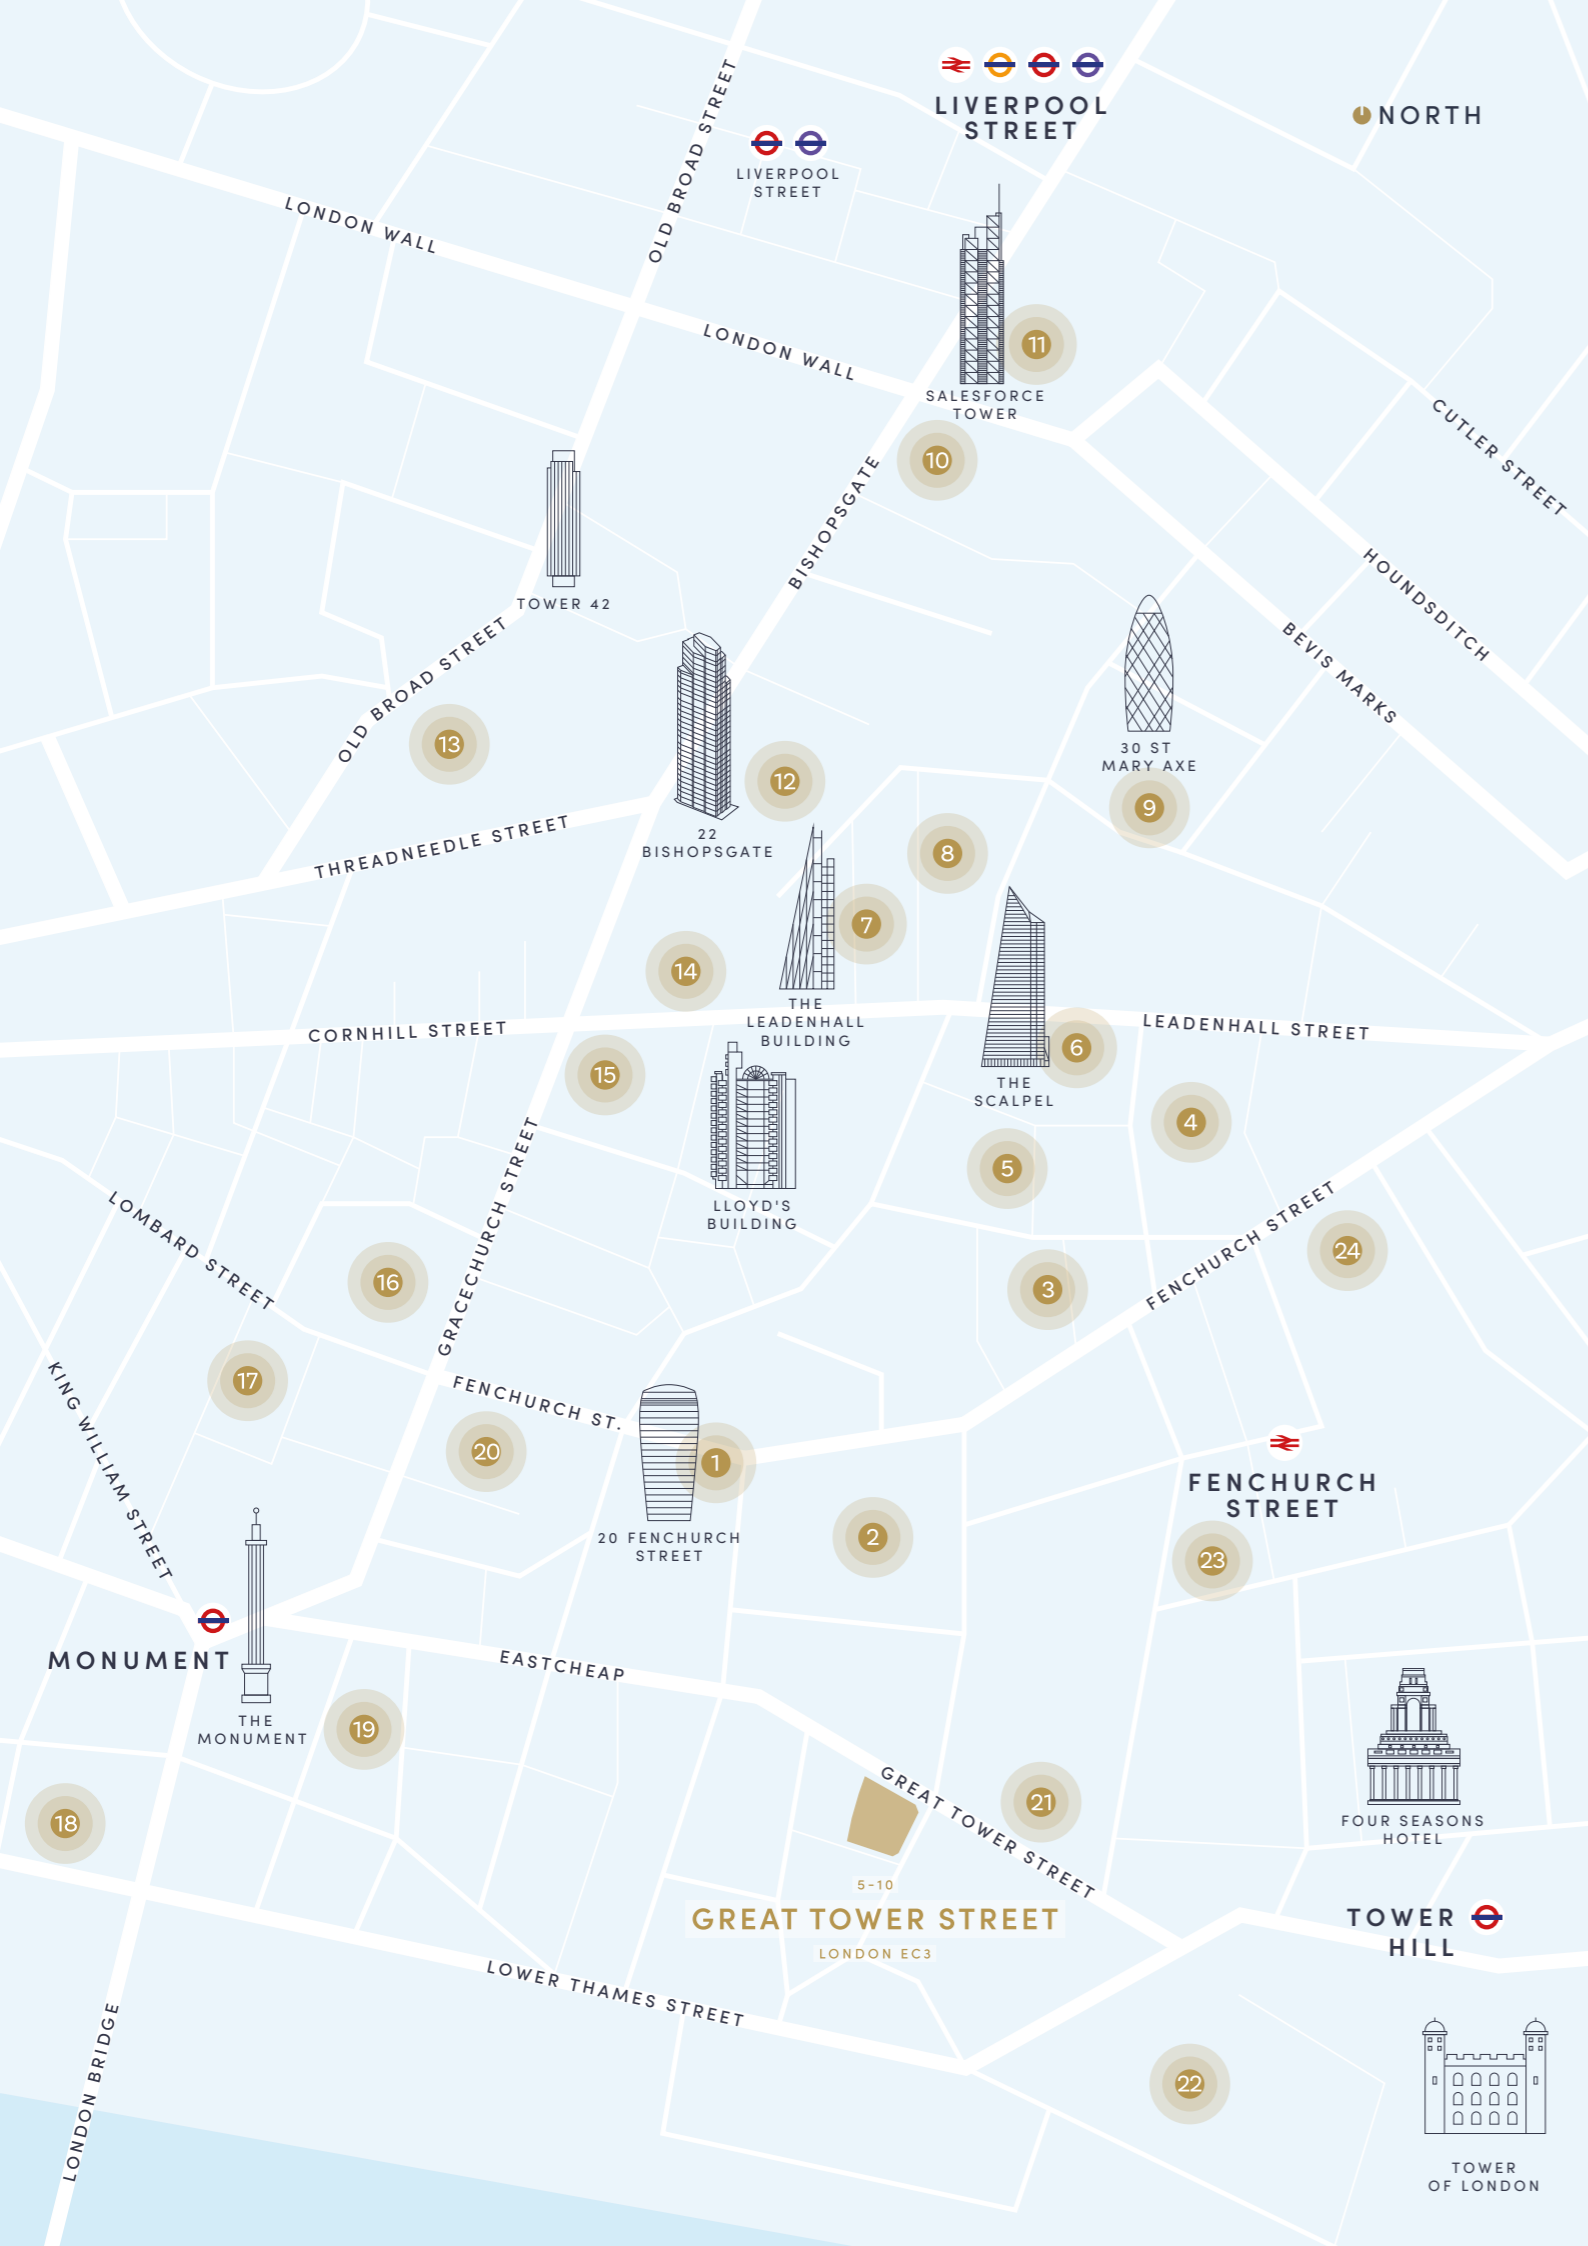 LIVERPOOL
STREET
NORTH
OLD BROAD STREET
LIVERPOOL
STREET
LONDON WALL
LONDON WALL
11
SALESFORCE
TOWER
CUTLER STREET
10
BISHOPSGATE
HOUNDSDITCH
TOWER 42
BEVIS MARKS
OLD BROAD STREET
13
30 ST
MARY AXE
12
9
22
BISHOPSGATE
THREADNEEDLE STREET
8
7
14
THE
LEADENHALL
BUILDING
CORNHILL STREET
LEADENHALL STREET
6
15
THE
SCALPEL
4
5
GRACECHURCH STREET
LLOYD'S
BUILDING
LOMBARD STREET
FENCHURCH STREET
24
16
3
17
KING WILLIAM STREET
FENCHURCH ST.
20
1
FENCHURCH
STREET
20 FENCHURCH
STREET
2
23
MONUMENT
EASTCHEAP
THE
MONUMENT
19
18
GREAT TOWER STREET
21
FOUR SEASONS
HOTEL
5-10
GREAT TOWER STREET
LONDON EC3
TOWER
HILL
LOWER THAMES STREET
LONDON BRIDGE
22
TOWER
OF LONDON